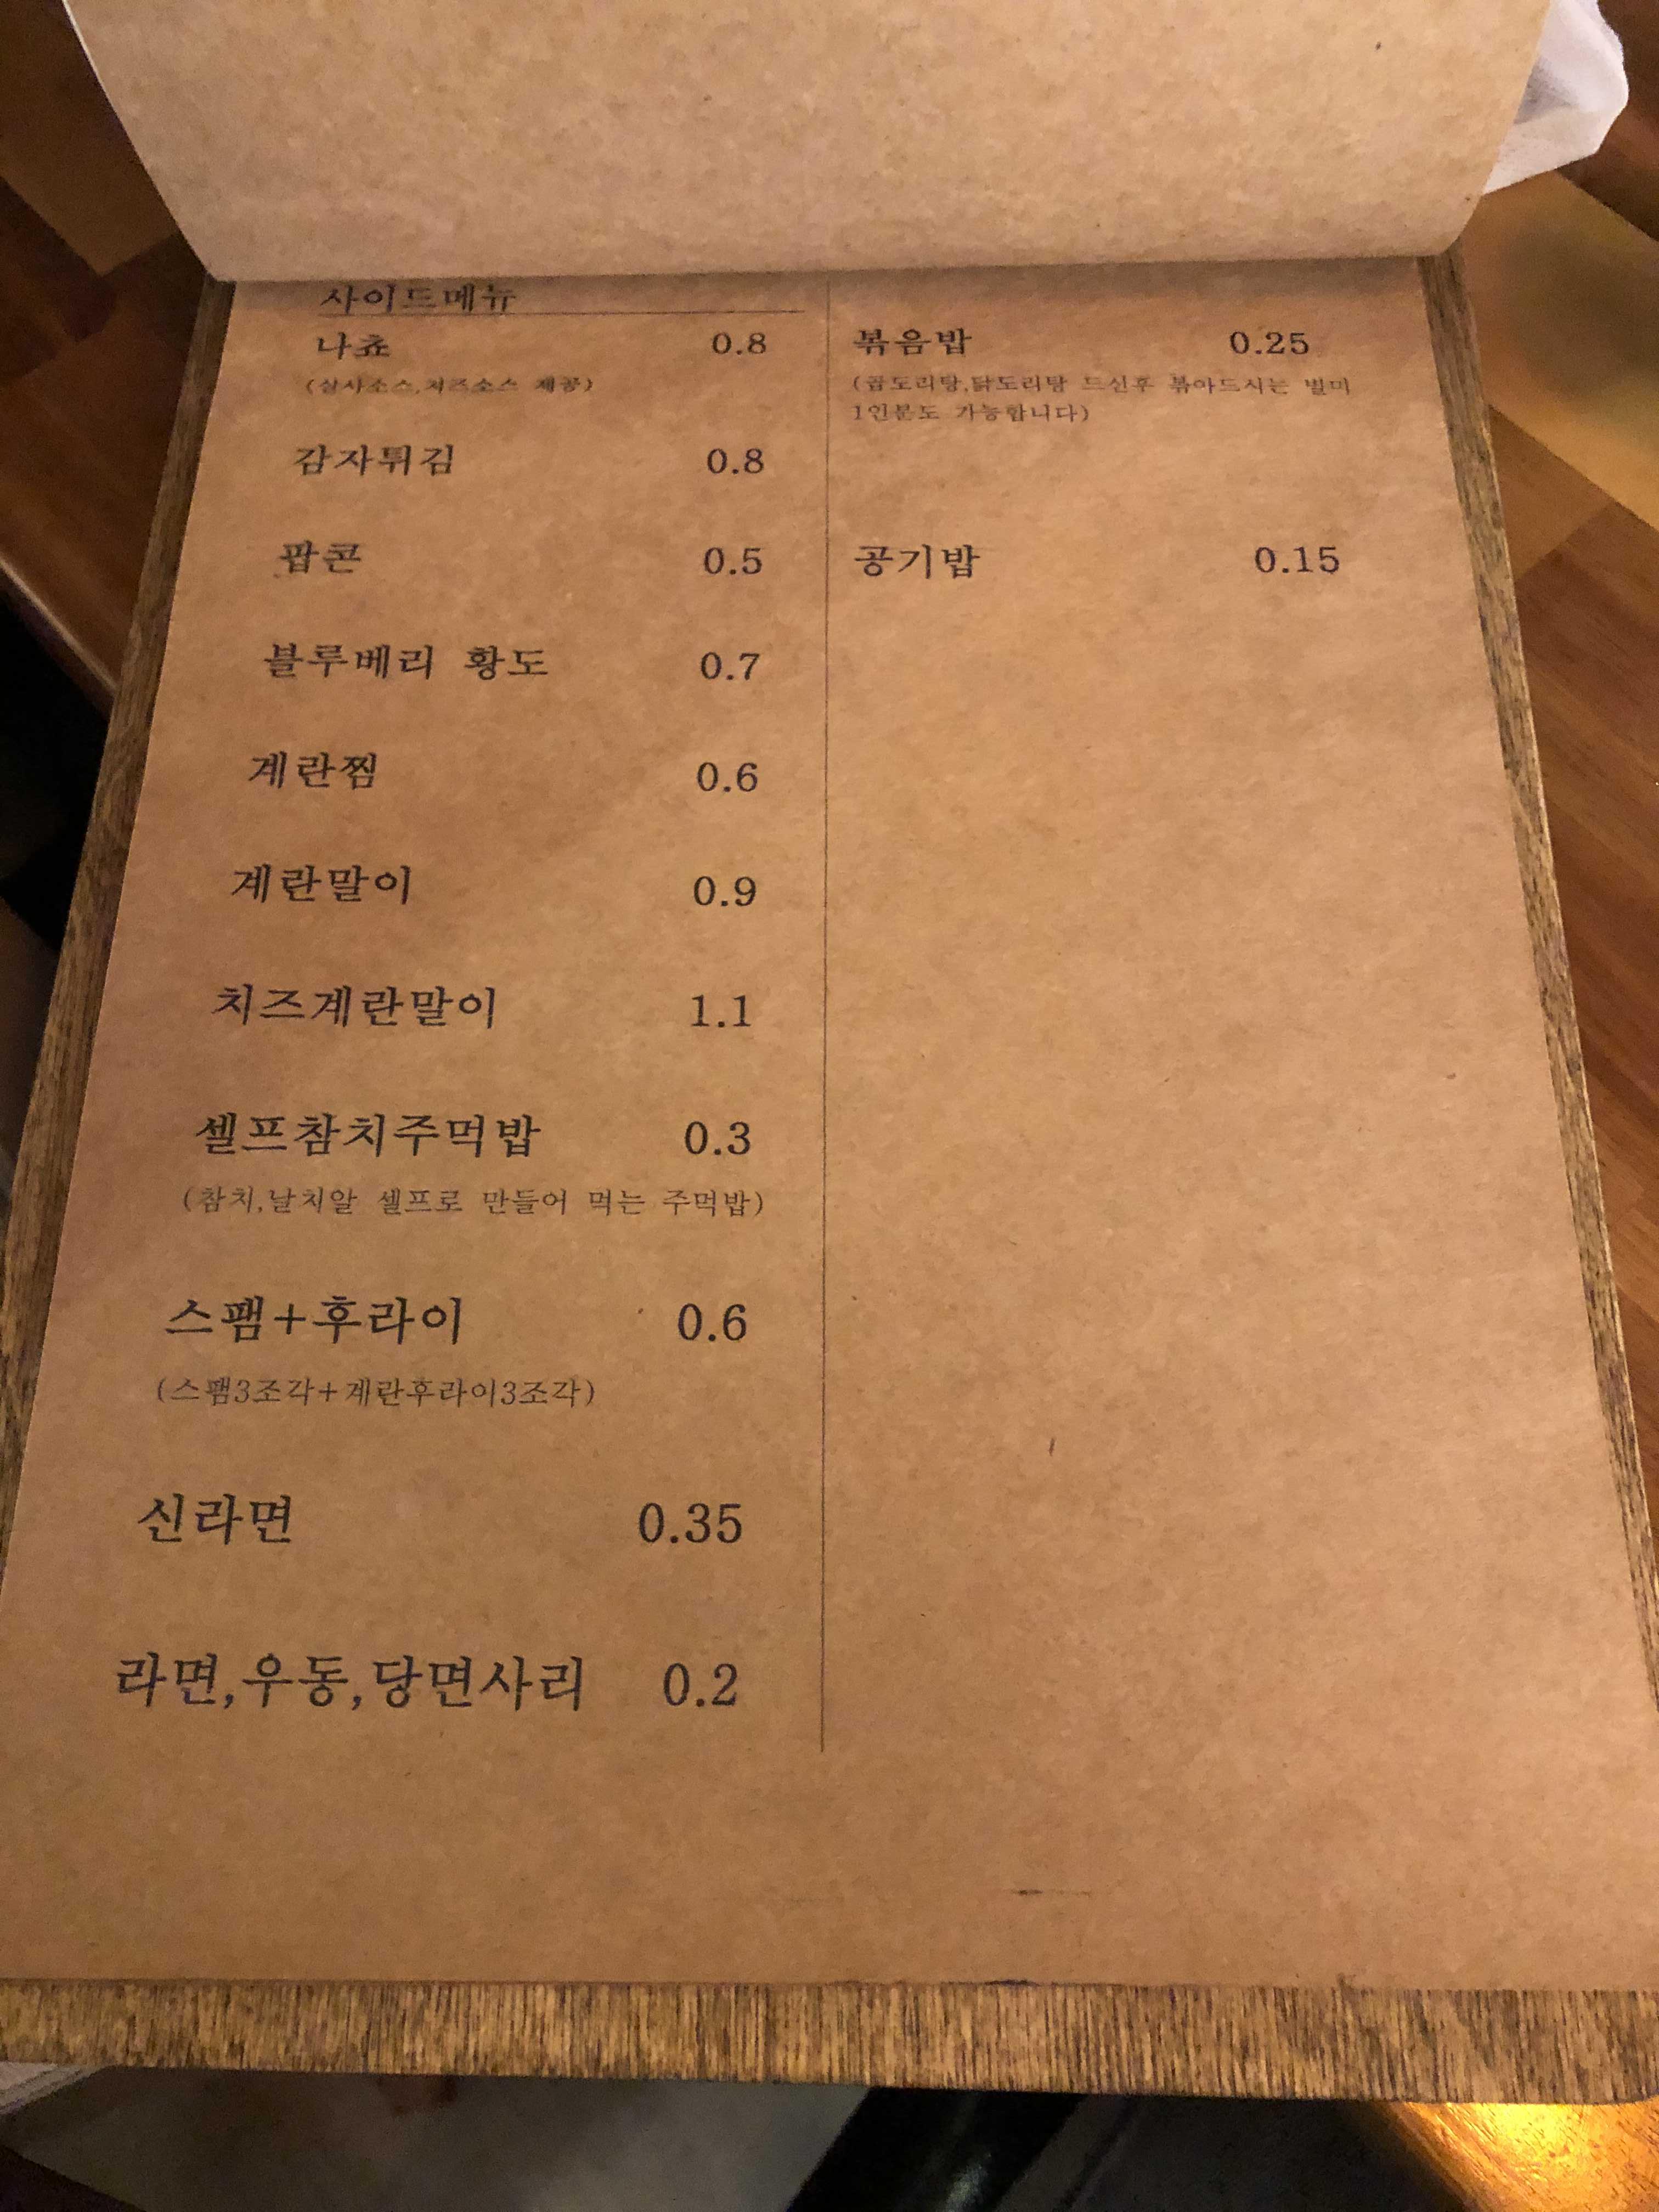 사이드메뉴
나쵸 0.8
(살사소스,치즈소스 제공)
감자튀김 0.8
팝콘 0.5
블루베리 황도 0.7
계란찜 0.6
계란말이 0.9
치즈계란말이 1.1
셀프참치주먹밥 0.3
(참치,날치알 셀프로 만들어 먹는 주먹밥)
스팸+후라이 0.6
(스팸3조각+계란후라이3조각)
신라면 0.35
라면,우동,당면사리 0.2
볶음밥 0.25
(곱도리탕,닭도리탕 드신후 볶아드시는 별미
1인분도 가능합니다)
공기밥 0.15